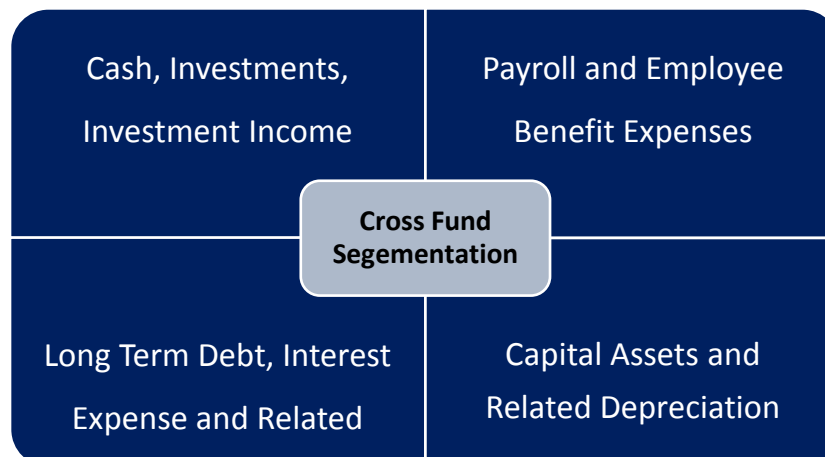 Cash, Investments,
Investment Income
Payroll and Employee
Benefit Expenses
Cross Fund
Segementation
Long Term Debt, Interest
Expense and Related
Capital Assets and
Related Depreciation